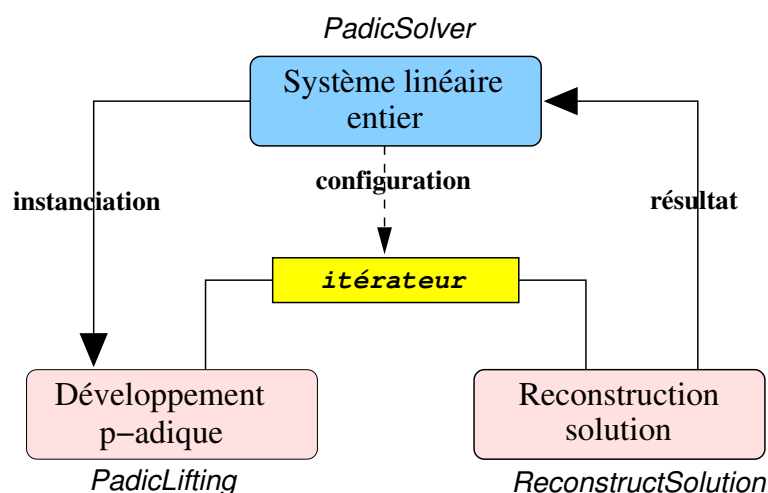 PadicSolver
Système linéaire
entier
configuration
instanciation
résultat
itérateur
Développement
p−adique
Reconstruction
solution
PadicLifting
ReconstructSolution